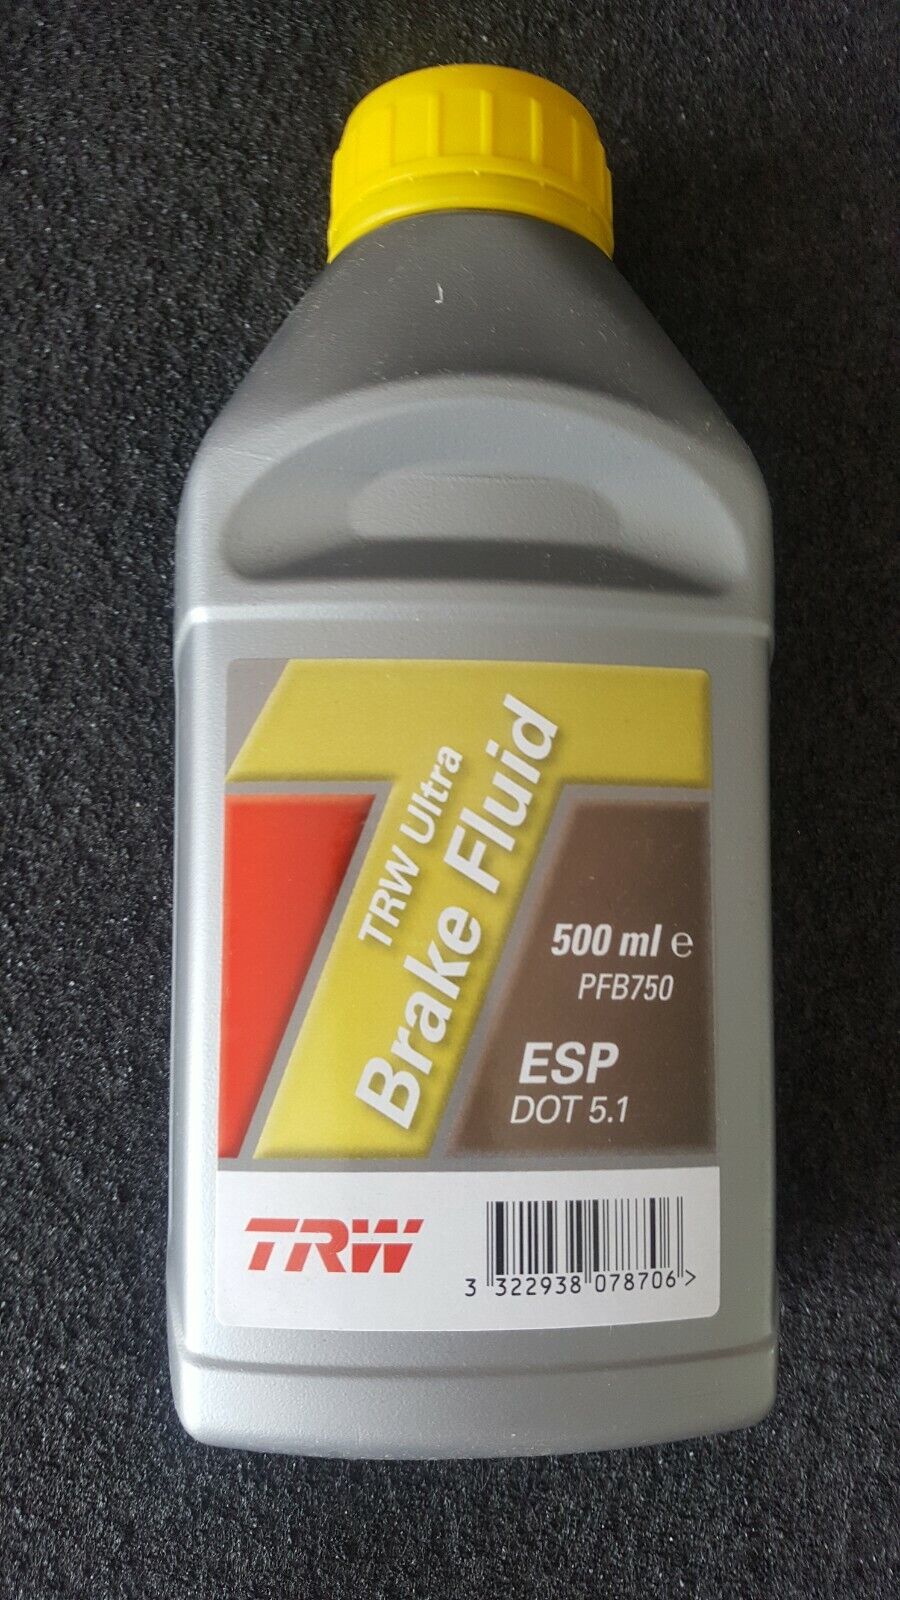 TRW Ultra
Brake Fluid
500 ml e
PFB750
ESP
DOT 5.1
TRW
3 322938 078706 >